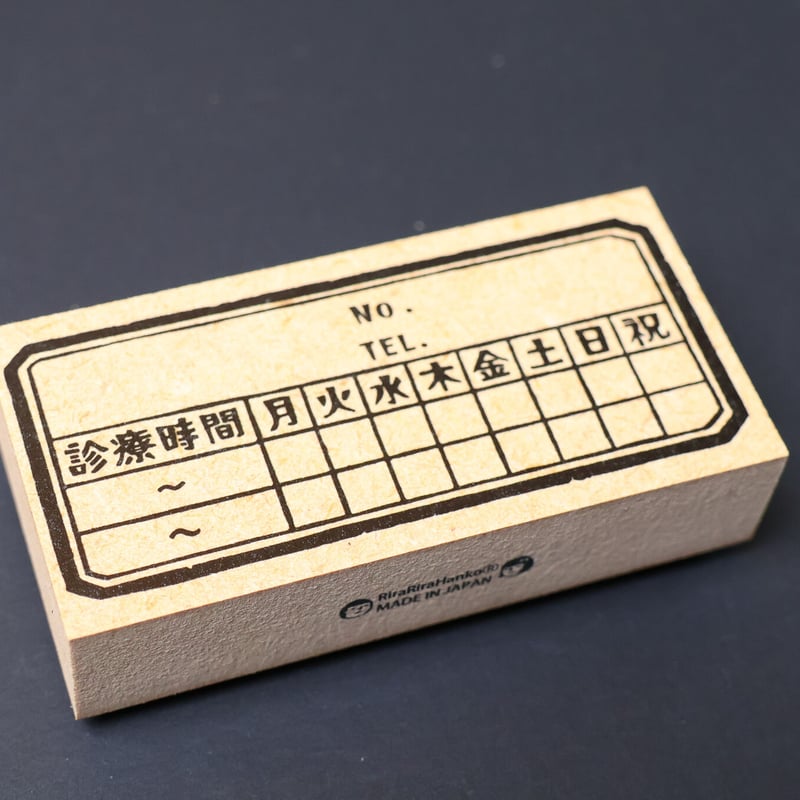 No.
TEL.
診療時間 月 火 水 木 金 土 日 祝
~
~
RiraRiraHanko®
MADE IN JAPAN